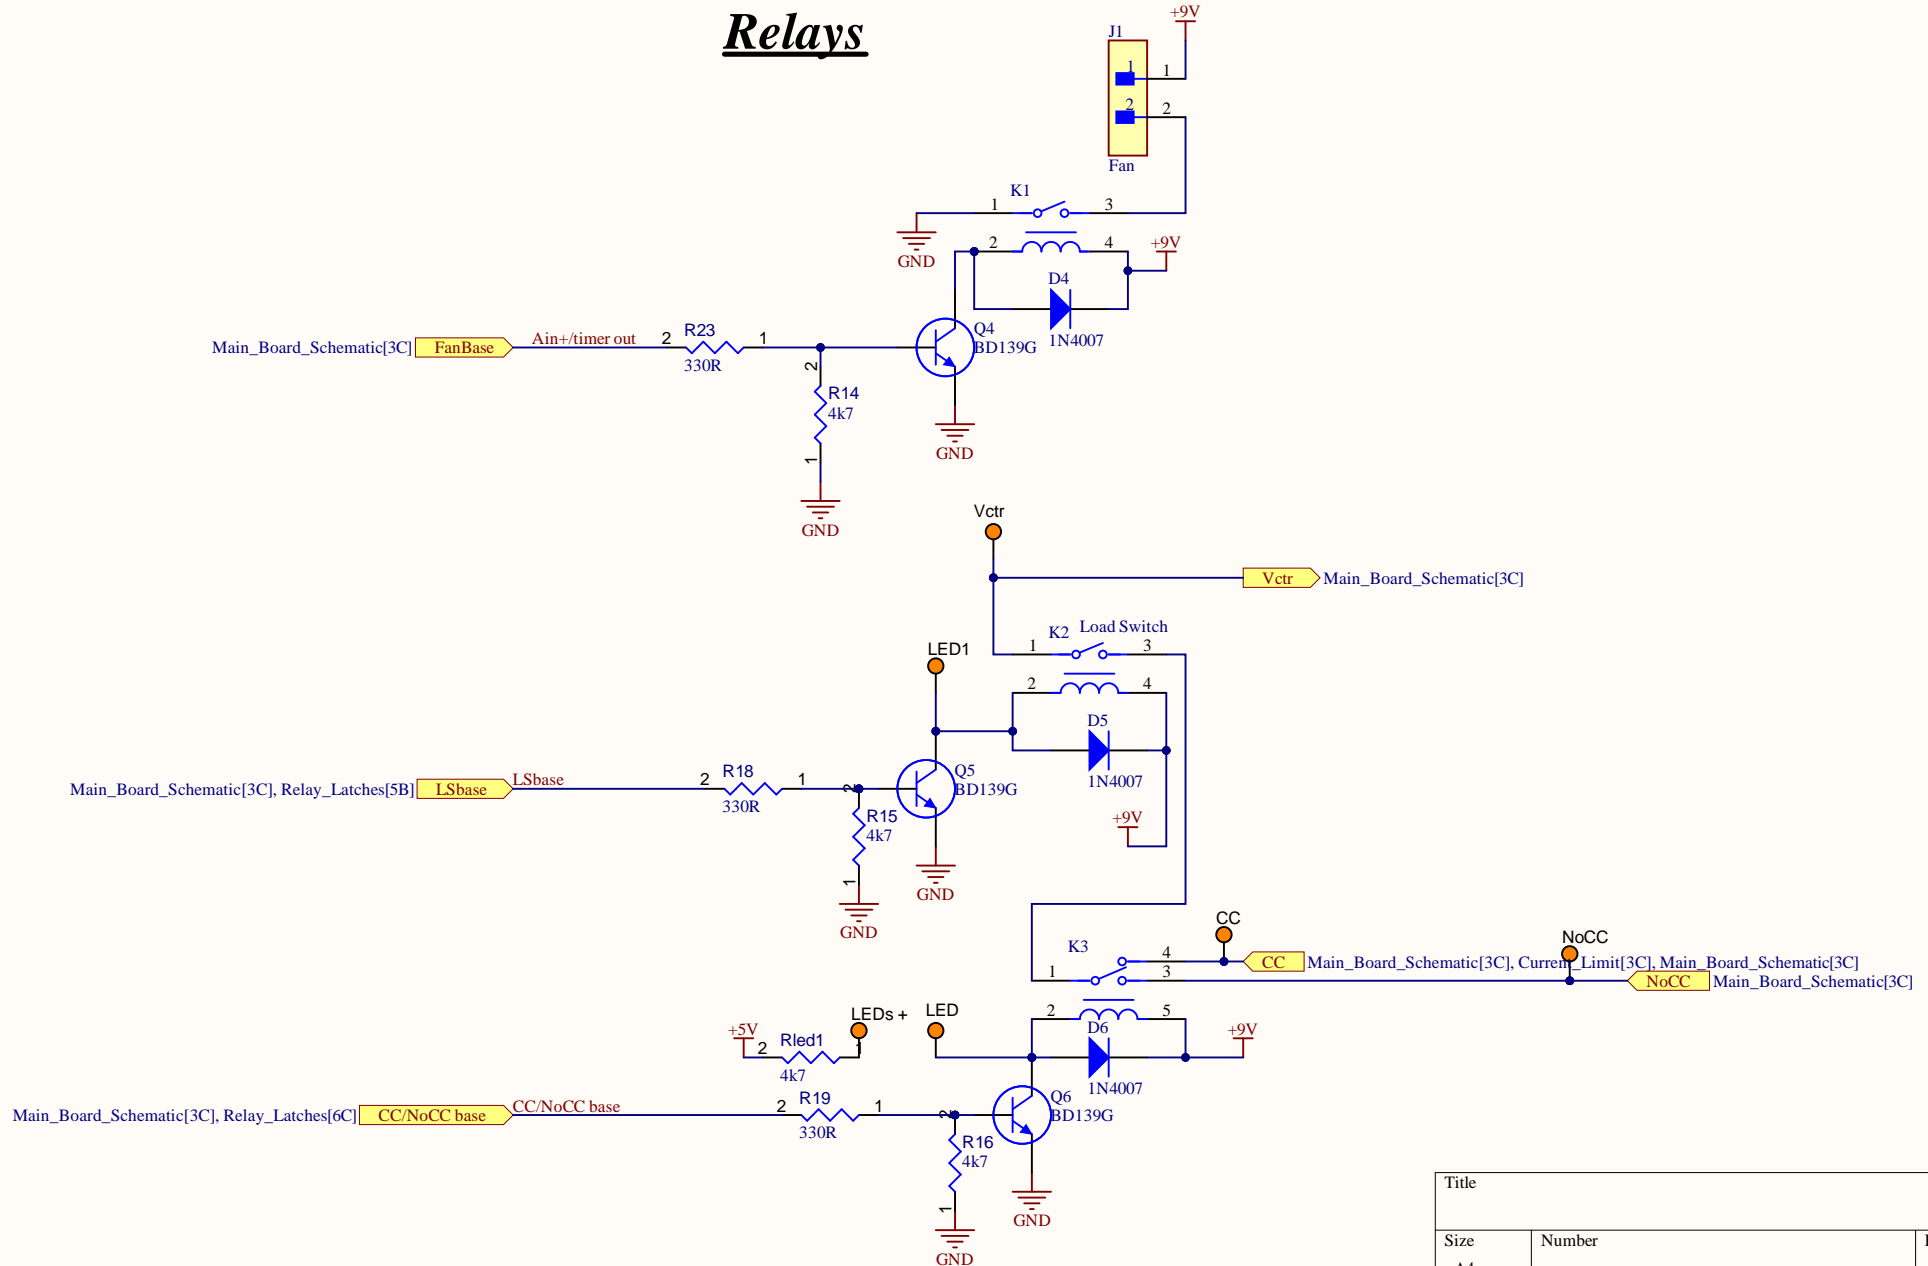 Relays
+9V
J1
1
1
2
2
Fan
K1
1
3
GND
2
4
+9V
D4
1N4007
Q4
BD139G
Main_Board_Schematic[3C]
FanBase
Ain+/timer out
2
R23
1
330R
2
R14
4k7
1
GND
GND
Vctr
Vctr
Main_Board_Schematic[3C]
K2
Load Switch
1
3
LED1
2
4
D5
1N4007
Q5
BD139G
Main_Board_Schematic[3C], Relay_Latches[5B]
LSbase
LSbase
2
R18
1
330R
2
R15
4k7
1
+9V
GND
GND
CC
NoCC
K3
1
4
3
CC
Main_Board_Schematic[3C], Current_Limit[3C], Main_Board_Schematic[3C]
NoCC
Main_Board_Schematic[3C]
LEDs +
LED
2
5
+5V
2
Rled1
1
4k7
D6
1N4007
+9V
Q6
BD139G
Main_Board_Schematic[3C], Relay_Latches[6C]
CC/NoCC base
CC/NoCC base
2
R19
1
330R
2
R16
4k7
1
GND
GND
Title
Size
Number